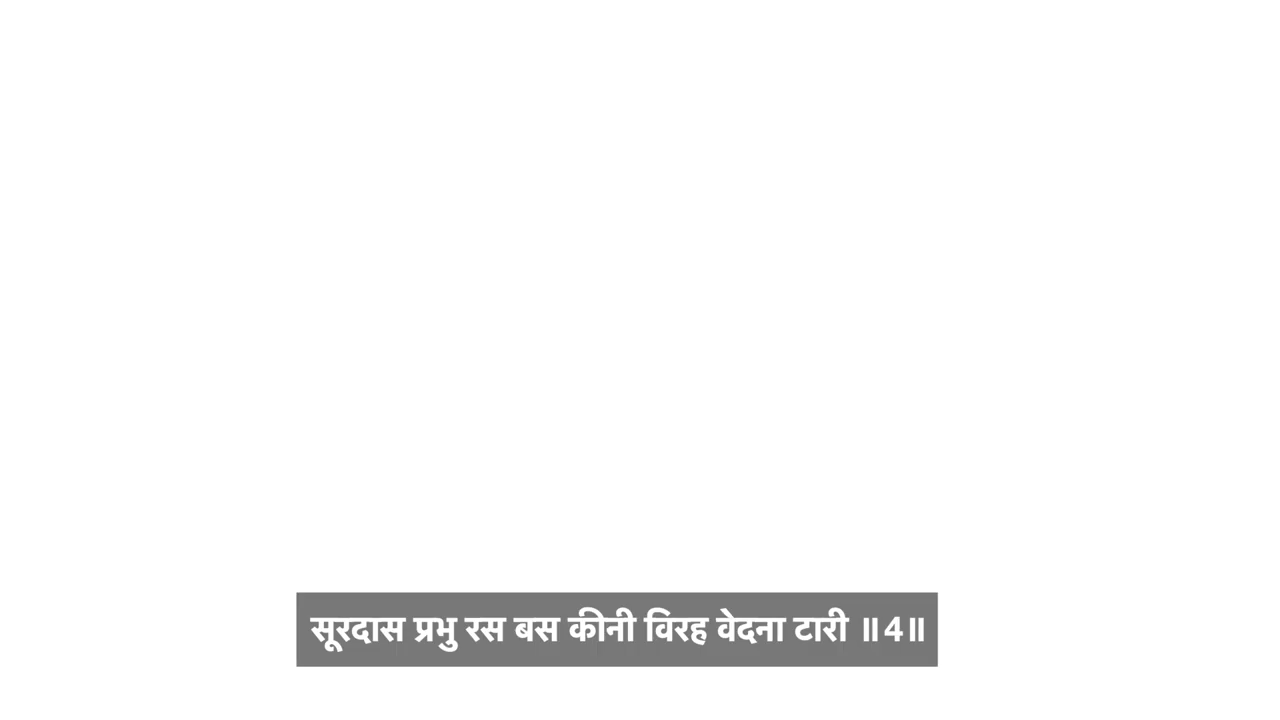 सूरदास प्रभु रस बस कीनी विरह वेदना टारी ॥4॥